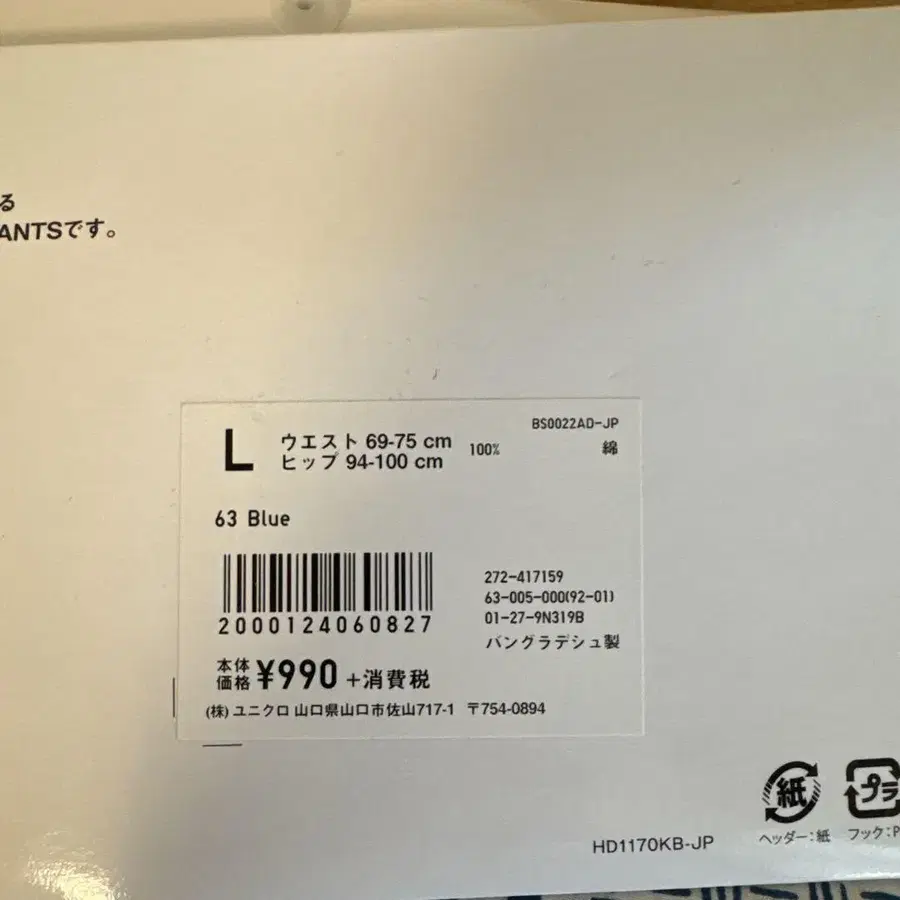 る
ANTSです。
L
ウエスト 69-75 cm
ヒップ 94-100 cm
100%
BS0022AD-JP
綿
63 Blue
2000124060827
272-417159
63-005-000(92-01)
01-27-9N319B
バングラデシュ製
本体価格 ¥990 +消費税
(株) ユニクロ 山口県山口市佐山717-1 〒754-0894
紙
プラ
ヘッダー:紙
フック:P
HD1170KB-JP